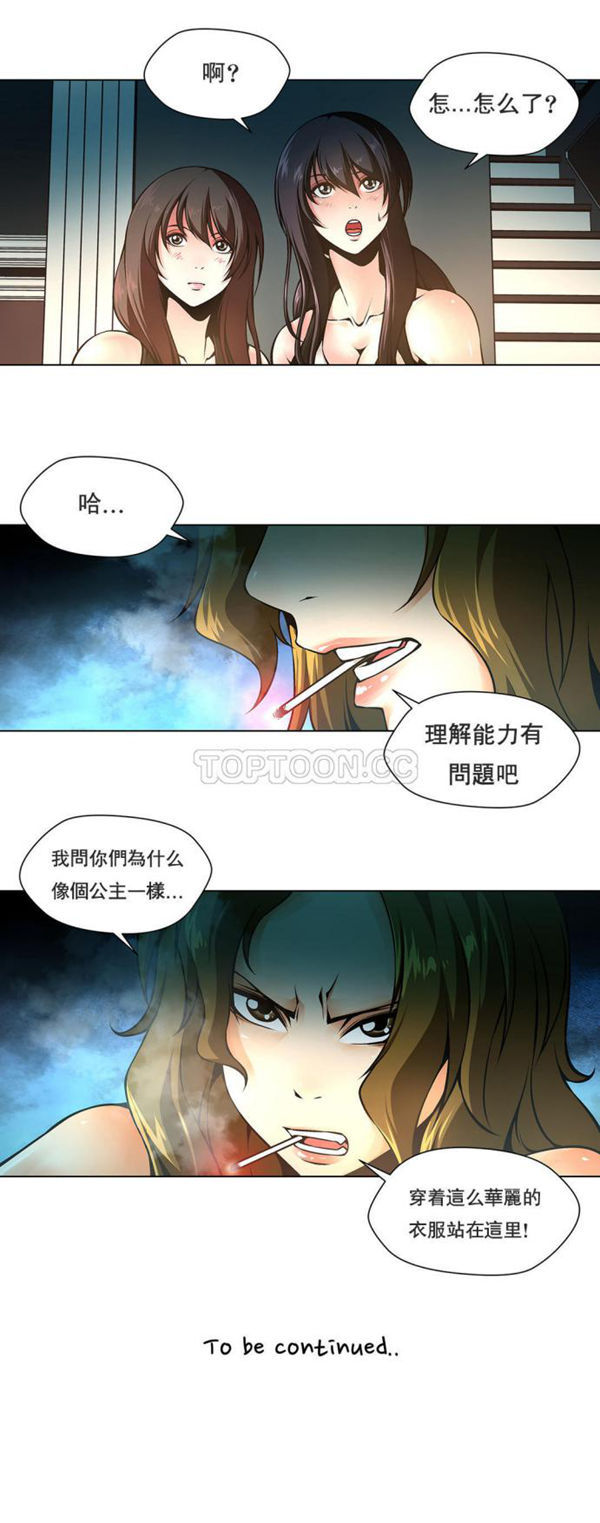 啊?
怎...怎么了?
哈...
理解能力有
問題吧
TOPTOON.CC
我問你們為什么
像個公主一樣...
穿着這么華麗的
衣服站在這里!
To be continued..